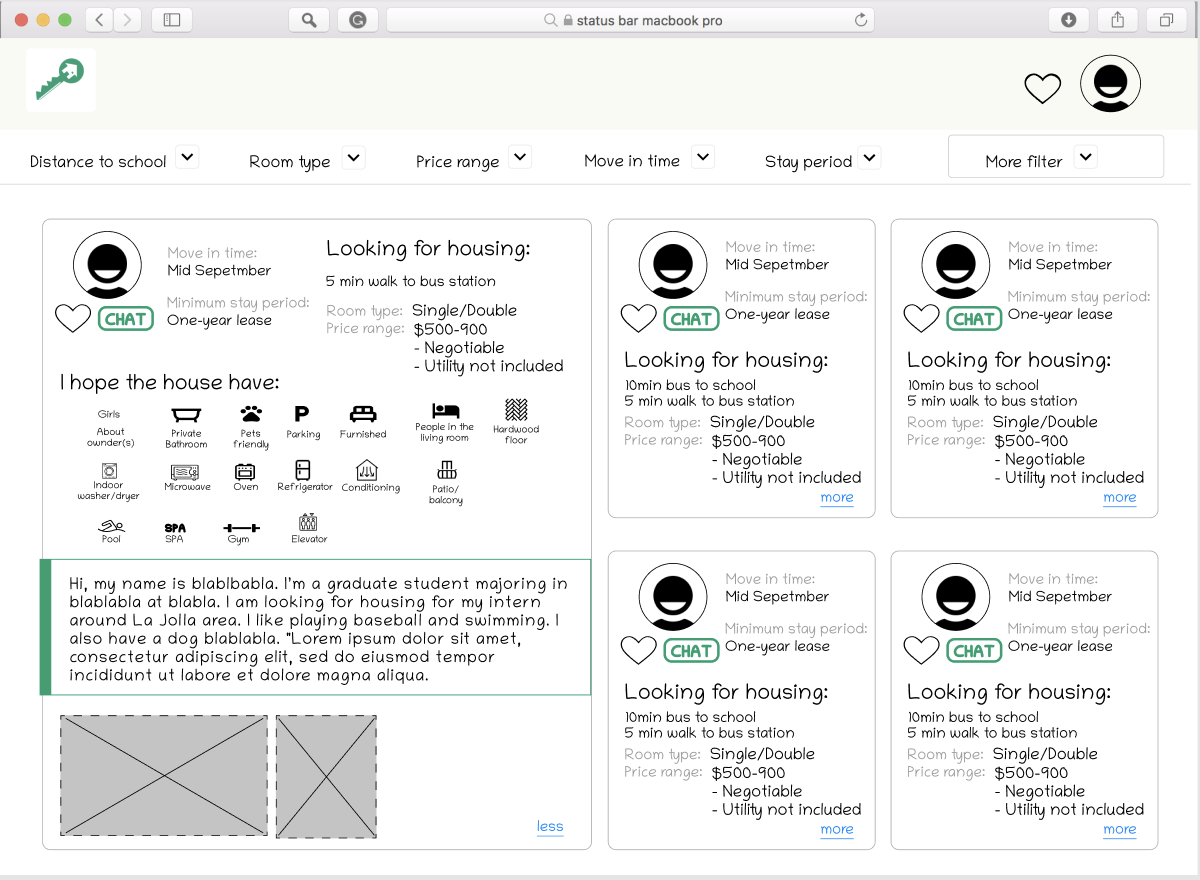 status bar macbook pro
Distance to school
Room type
Price range
Move in time
Stay period
More filter
Move in time:
Mid Sepetmber
Minimum stay period:
One-year lease
CHAT
Looking for housing:
5 min walk to bus station
Room type: Single/Double
Price range: $500-900
- Negotiable
- Utility not included
I hope the house have:
Girls
About
ownder(s)
Private
Bathroom
Pets
friendly
P
Parking
Furnished
People in the
living room
Hardwood
floor
Indoor
washer/dryer
Microwave
Oven
Refrigerator
Conditioning
Patio/
balcony
Pool
SPA
SPA
Gym
Elevator
Hi, my name is blablbabla. I'm a graduate student majoring in
blablabla at blabla. I am looking for housing for my intern
around La Jolla area. I like playing baseball and swimming. I
also have a dog blablabla. "Lorem ipsum dolor sit amet,
consectetur adipiscing elit, sed do eiusmod tempor
incididunt ut labore et dolore magna aliqua.
less
Move in time:
Mid Sepetmber
Minimum stay period:
One-year lease
CHAT
Looking for housing:
10min bus to school
5 min walk to bus station
Room type: Single/Double
Price range: $500-900
- Negotiable
- Utility not included
more
Move in time:
Mid Sepetmber
Minimum stay period:
One-year lease
CHAT
Looking for housing:
10min bus to school
5 min walk to bus station
Room type: Single/Double
Price range: $500-900
- Negotiable
- Utility not included
more
Move in time:
Mid Sepetmber
Minimum stay period:
One-year lease
CHAT
Looking for housing:
10min bus to school
5 min walk to bus station
Room type: Single/Double
Price range: $500-900
- Negotiable
- Utility not included
more
Move in time:
Mid Sepetmber
Minimum stay period:
One-year lease
CHAT
Looking for housing:
10min bus to school
5 min walk to bus station
Room type: Single/Double
Price range: $500-900
- Negotiable
- Utility not included
more